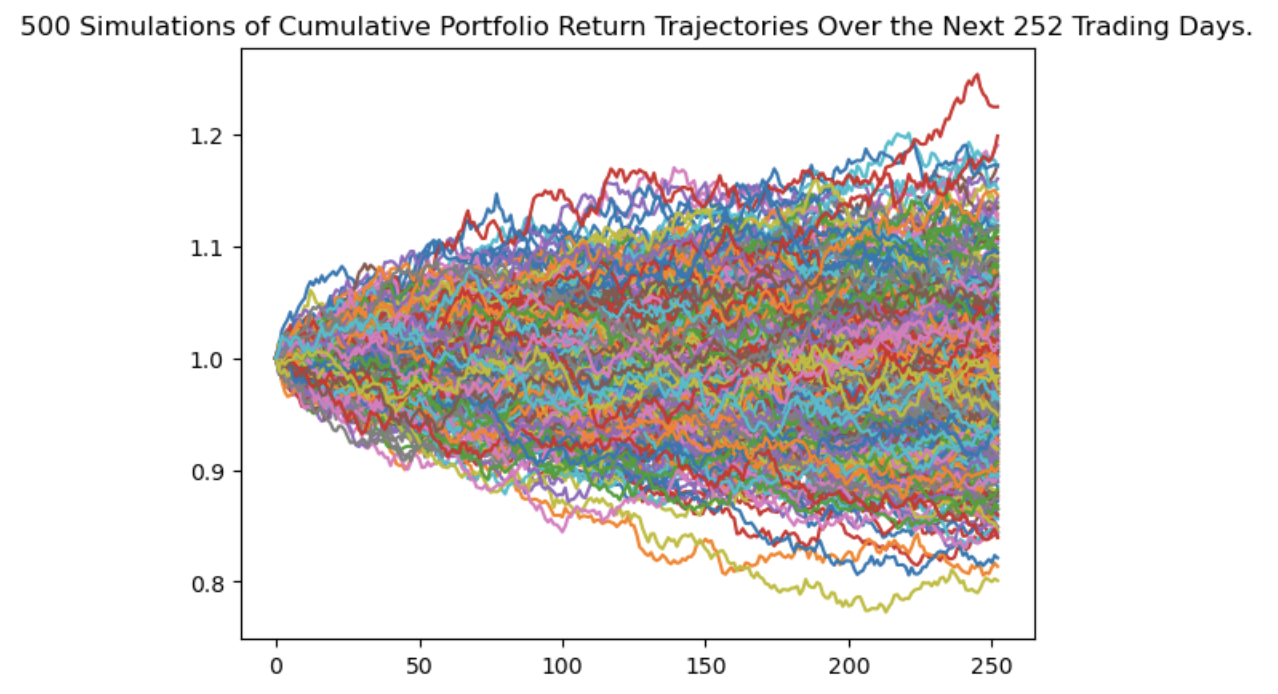 500 Simulations of Cumulative Portfolio Return Trajectories Over the Next 252 Trading Days.
1.2
1.1
1.0
0.9
0.8
0 50 100 150 200 250